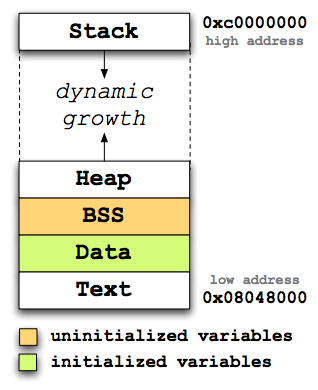 Stack
0xc0000000
high address
dynamic
growth
Heap
BSS
Data
Text
low address
0x08048000
uninitialized variables
initialized variables